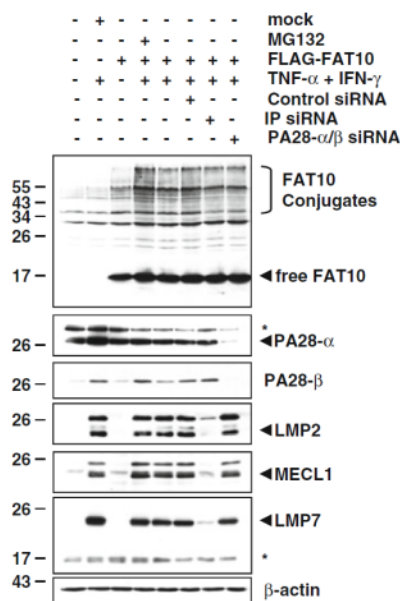 - + - - - - - - mock
- - - + - - - - MG132
- - + + + + + + FLAG-FAT10
- + - + + + + + TNF-α + IFN-γ
- - - - - + - - Control siRNA
- - - - - - + - IP siRNA
- - - - - - - + PA28-α/β siRNA
55
43
34
26
17
FAT10
Conjugates
free FAT10
*
26 PA28-α
26 PA28-β
26
LMP2
26
MECL1
26
LMP7
17 *
43
β-actin